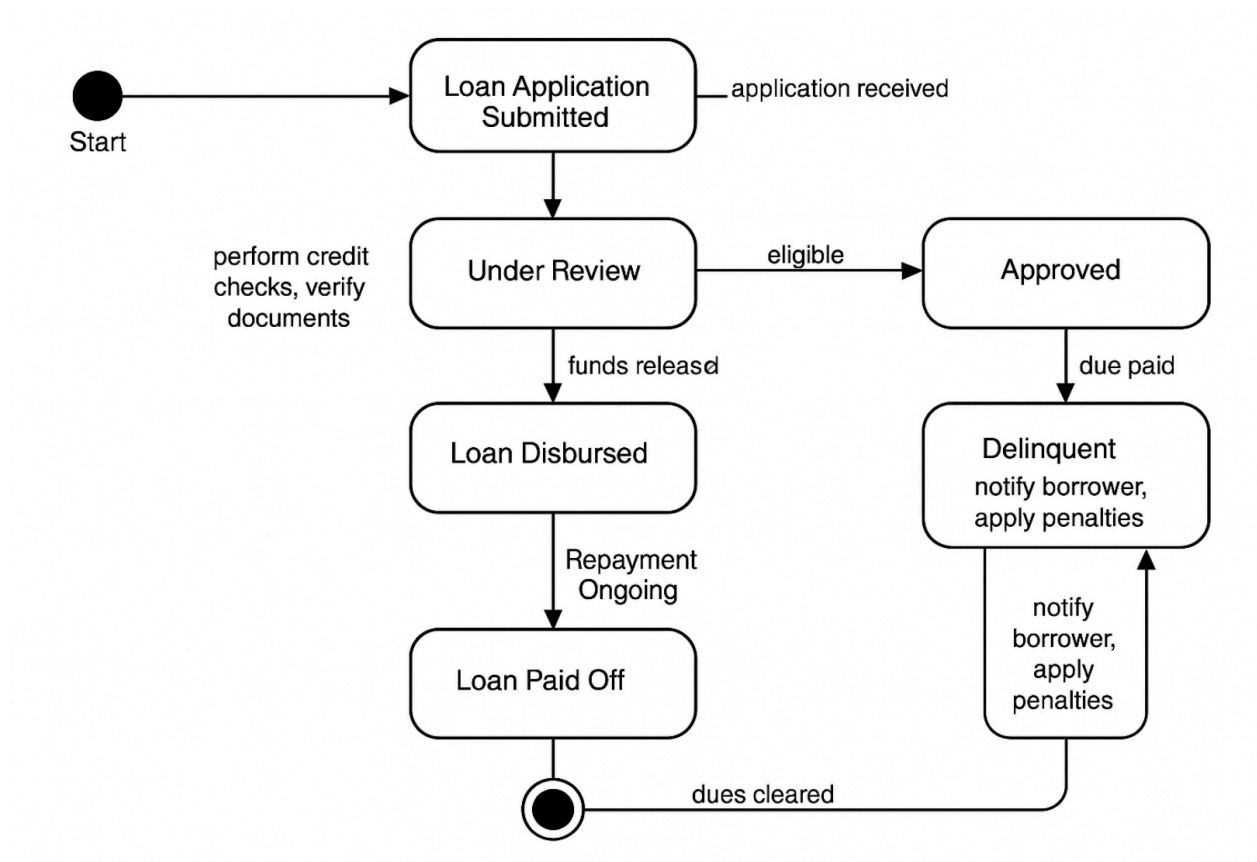 Start
Loan Application
Submitted
application received
perform credit
checks, verify
documents
Under Review
eligible
Approved
funds releasd
due paid
Loan Disbursed
Delinquent
notify borrower,
apply penalties
Repayment
Ongoing
notify
borrower,
apply
penalties
Loan Paid Off
dues cleared